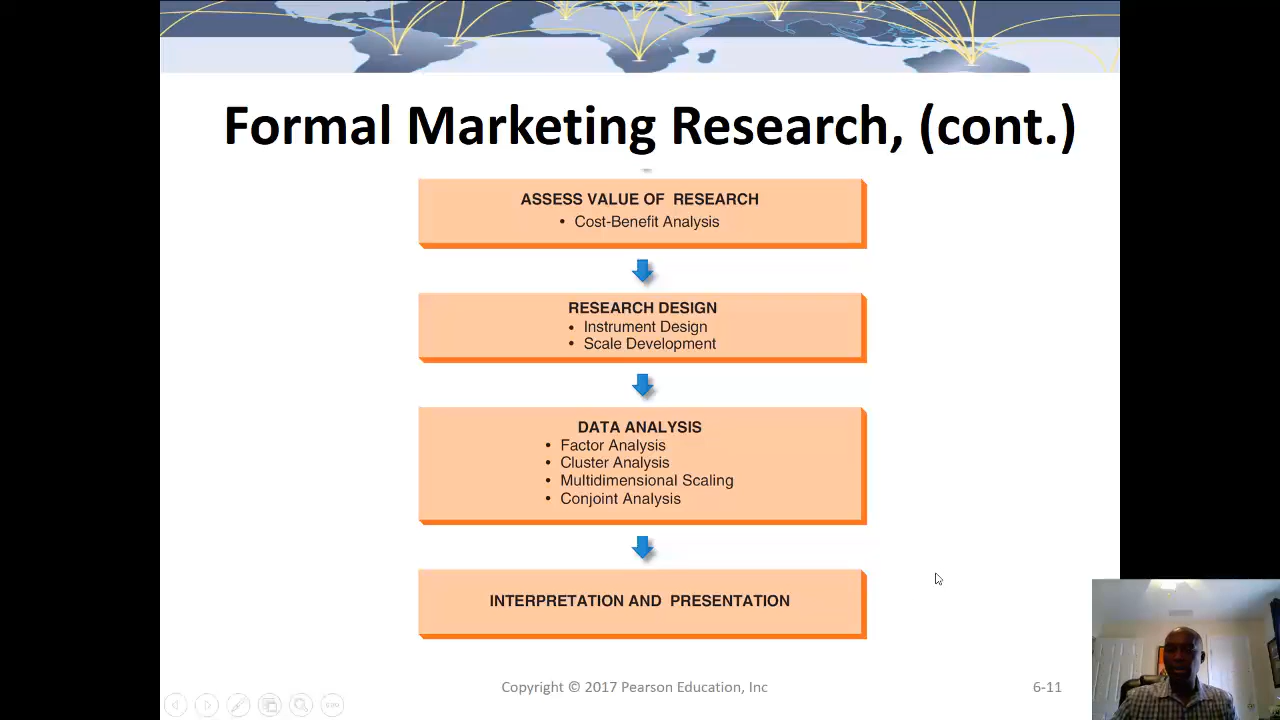 Formal Marketing Research, (cont.)
ASSESS VALUE OF RESEARCH
• Cost-Benefit Analysis
RESEARCH DESIGN
• Instrument Design
• Scale Development
DATA ANALYSIS
• Factor Analysis
• Cluster Analysis
• Multidimensional Scaling
• Conjoint Analysis
INTERPRETATION AND PRESENTATION
Copyright © 2017 Pearson Education, Inc
6-11